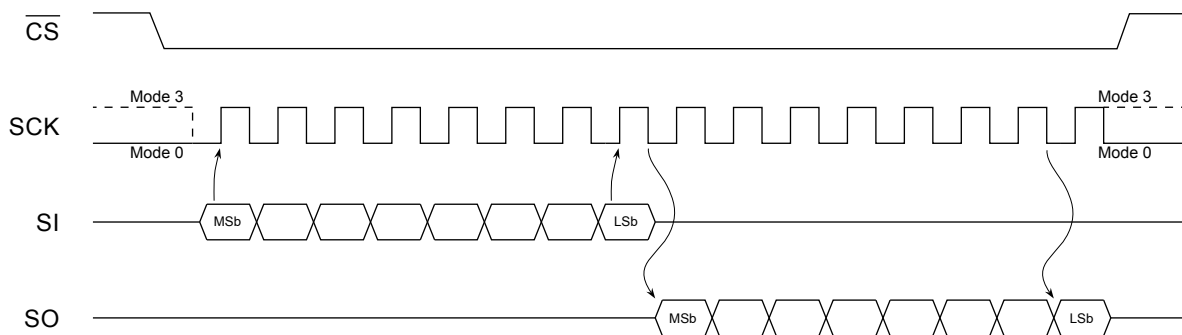 CS
Mode 3
Mode 3
SCK
Mode 0
Mode 0
SI
MSb
LSb
SO
MSb
LSb